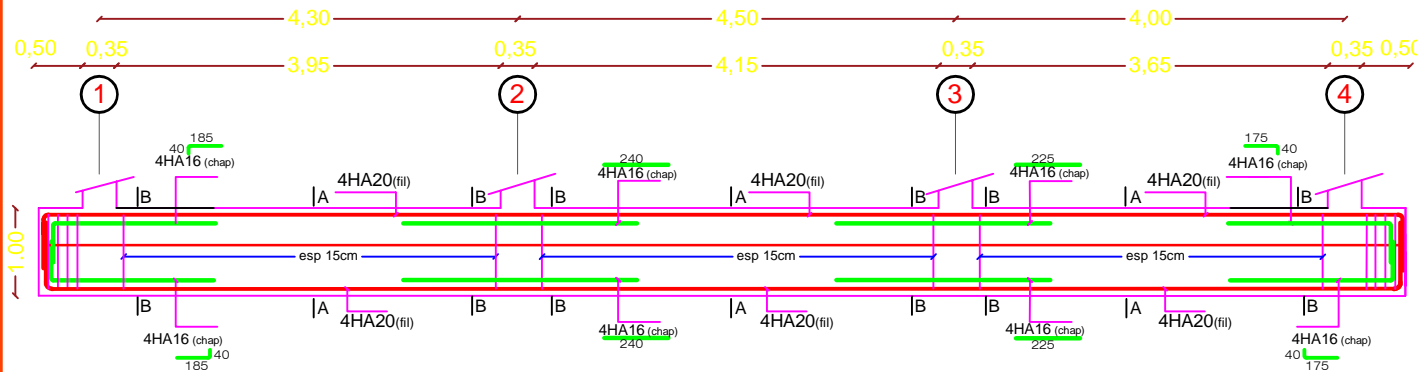 4,30 4,50 4,00
0,50 0,35 0,35 0,35 0,35 0,50
3,95 4,15 3,65
1 2 3 4
185 240 225 175
40 40
4HA16 (chap) 4HA16 (chap) 4HA16 (chap) 4HA16 (chap)
4HA20(fil) 4HA20(fil) 4HA20(fil)
B A B B A B B A B
1.00
esp 15cm esp 15cm esp 15cm
B A B B A B B A B
4HA20(fil) 4HA20(fil) 4HA20(fil)
4HA16 (chap) 4HA16 (chap) 4HA16 (chap) 4HA16 (chap)
40 40
185 240 225 175